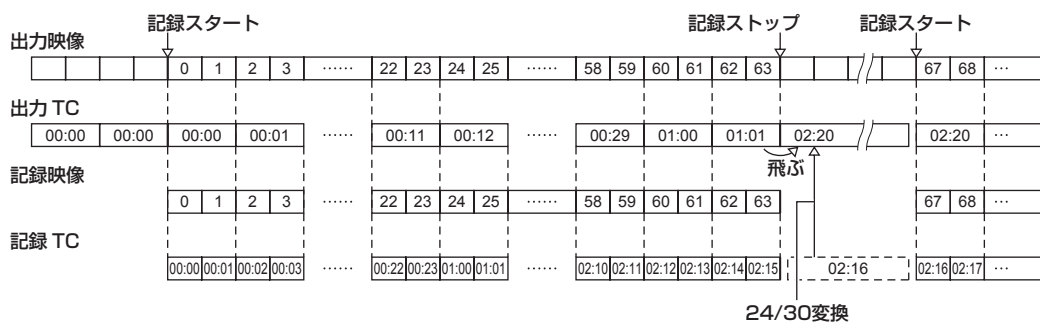 記録スタート 記録ストップ 記録スタート
出力映像
0 1 2 3 …… 22 23 24 25 …… 58 59 60 61 62 63 67 68 …
出力 TC
00:00 00:00 00:00 00:01 …… 00:11 00:12 …… 00:29 01:00 01:01 02:20 02:20 …
飛ぶ
記録映像
0 1 2 3 …… 22 23 24 25 …… 58 59 60 61 62 63 67 68 …
記録 TC
00:00 00:01 00:02 00:03 …… 00:22 00:23 01:00 01:01 …… 02:10 02:11 02:12 02:13 02:14 02:15 02:16 02:16 02:17 …
24/30変換